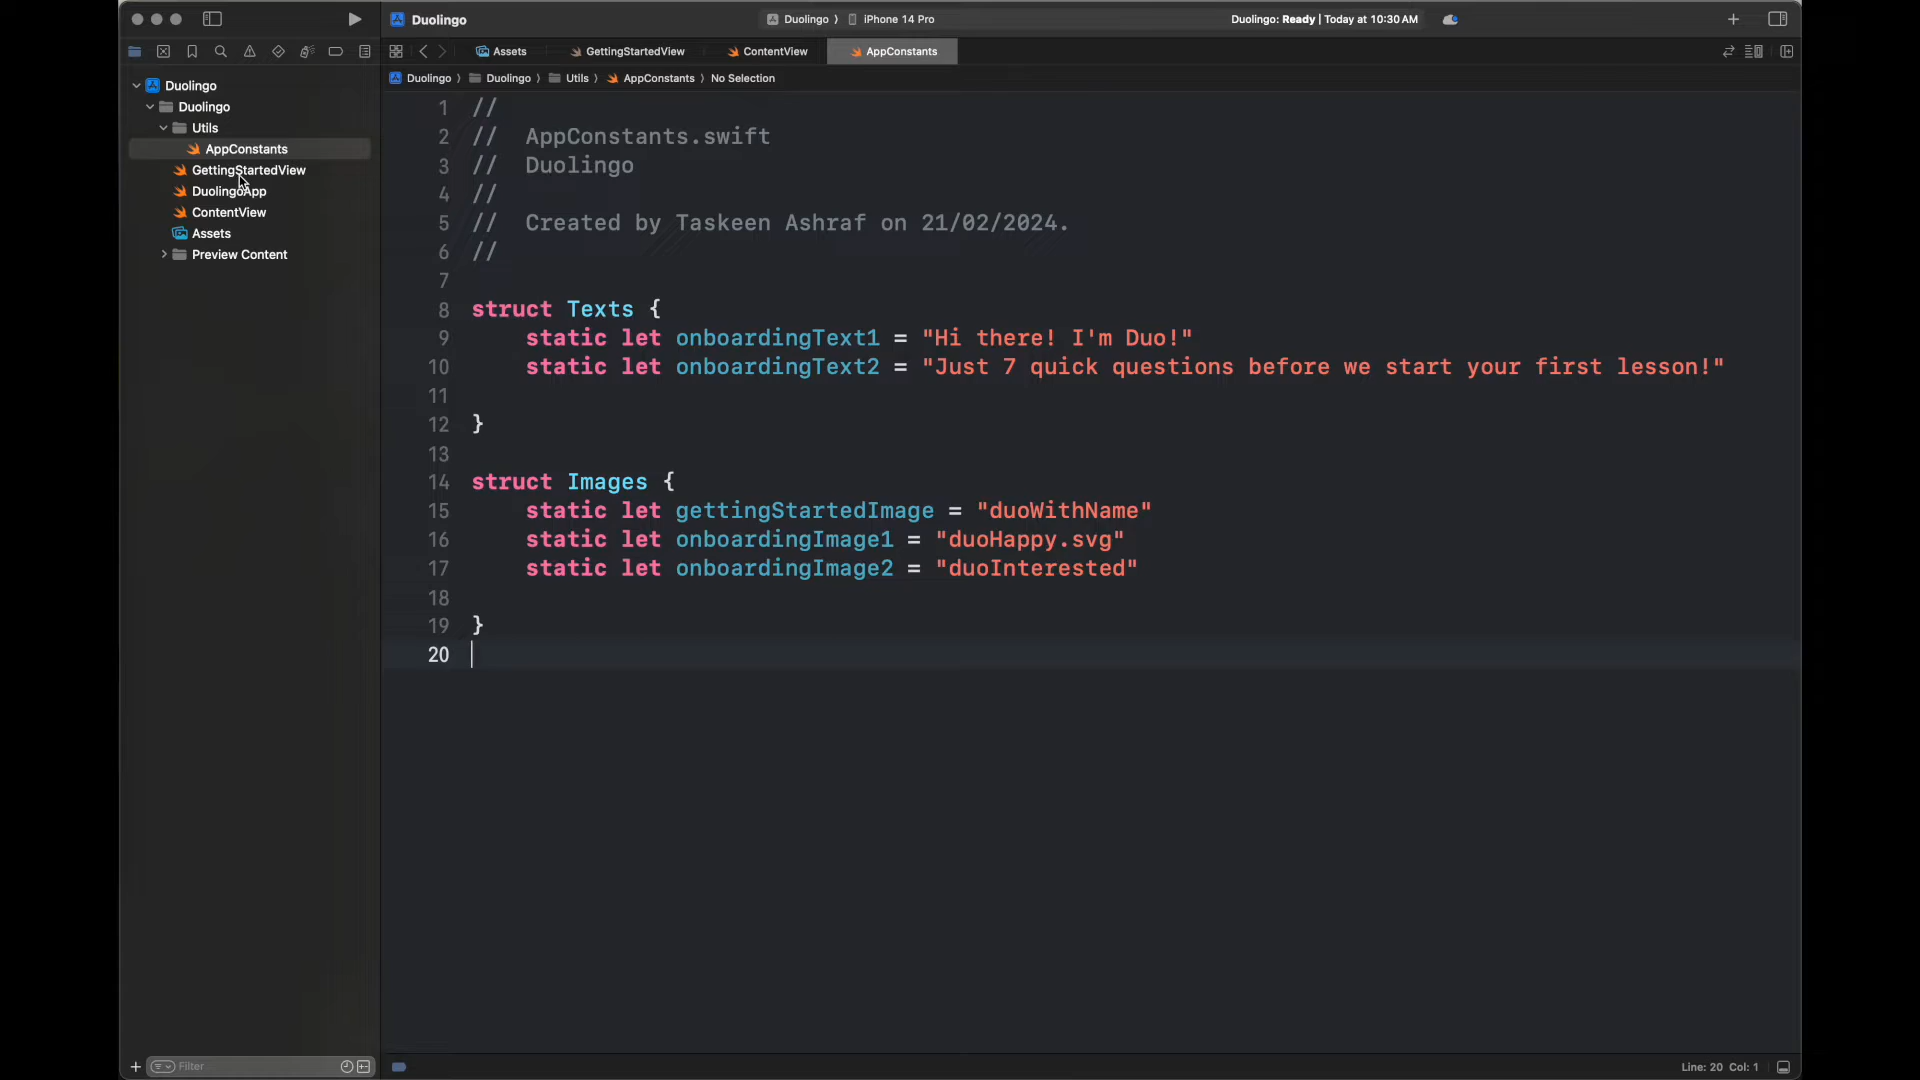 Duolingo
Duolingo 〉 iPhone 14 Pro
Duolingo: Ready | Today at 10:30 AM
Assets
GettingStartedView
ContentView
AppConstants
Duolingo 〉 Duolingo 〉 Utils 〉 AppConstants 〉 No Selection
Duolingo
Duolingo
Utils
AppConstants
GettingStartedView
DuolingoApp
ContentView
Assets
Preview Content
1 //
2 //  AppConstants.swift
3 //  Duolingo
4 //
5 //  Created by Taskeen Ashraf on 21/02/2024.
6 //
7
8 struct Texts {
9     static let onboardingText1 = "Hi there! I'm Duo!"
10     static let onboardingText2 = "Just 7 quick questions before we start your first lesson!"
11
12 }
13
14 struct Images {
15     static let gettingStartedImage = "duoWithName"
16     static let onboardingImage1 = "duoHappy.svg"
17     static let onboardingImage2 = "duoInterested"
18
19 }
20
Filter
Line: 20 Col: 1